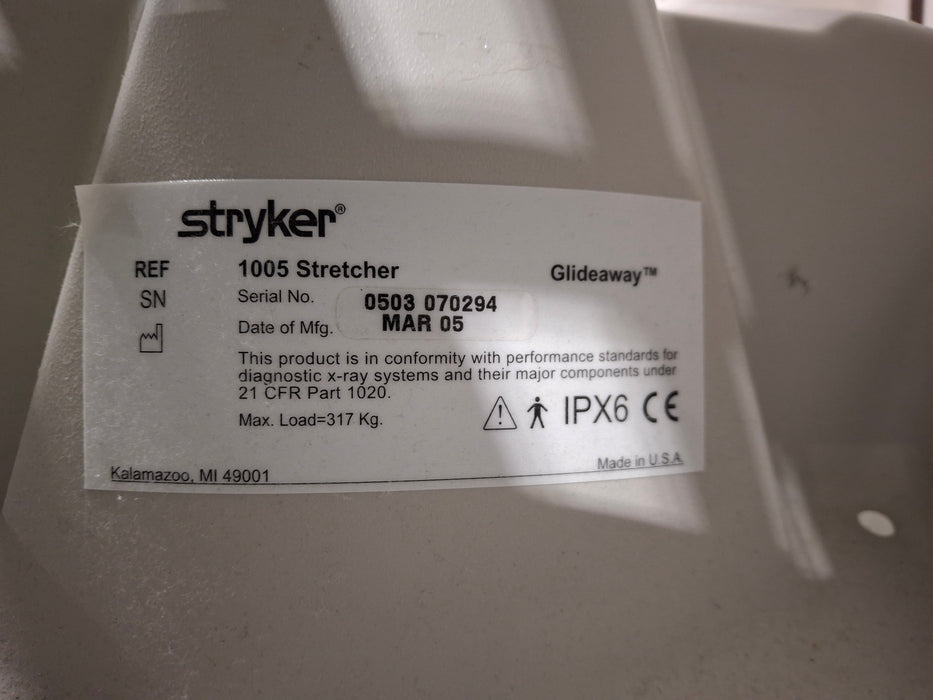 stryker®
REF 1005 Stretcher Glideaway™
SN Serial No. 0503 070294
Date of Mfg. MAR 05
This product is in conformity with performance standards for
diagnostic x-ray systems and their major components under
21 CFR Part 1020.
Max. Load=317 Kg. IPX6 CE
Kalamazoo, MI 49001 Made in U.S.A.